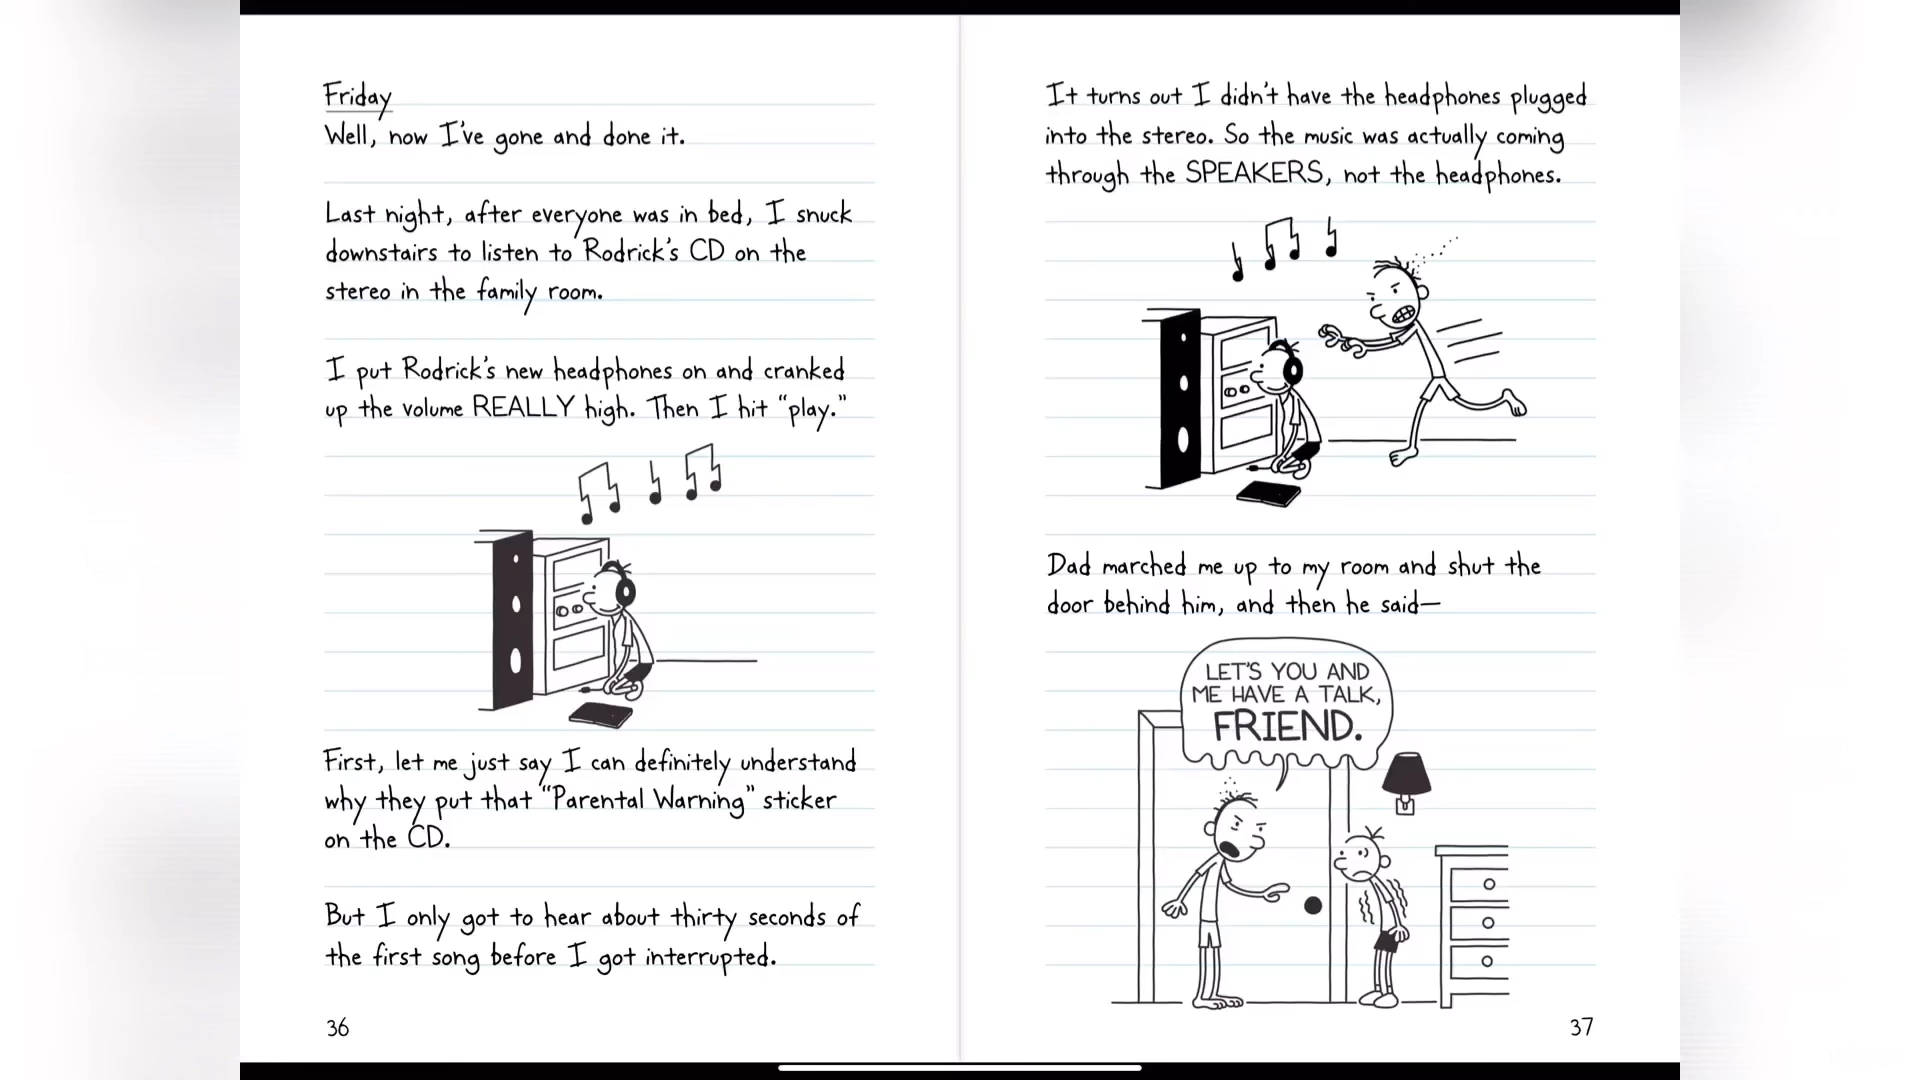 Friday
Well, now I've gone and done it.
Last night, after everyone was in bed, I snuck
downstairs to listen to Rodrick's CD on the
stereo in the family room.
I put Rodrick's new headphones on and cranked
up the volume REALLY high. Then I hit "play."
First, let me just say I can definitely understand
why they put that "Parental Warning" sticker
on the CD.
But I only got to hear about thirty seconds of
the first song before I got interrupted.
36
It turns out I didn't have the headphones plugged
into the stereo. So the music was actually coming
through the SPEAKERS, not the headphones.
Dad marched me up to my room and shut the
door behind him, and then he said—
LET'S YOU AND
ME HAVE A TALK,
FRIEND.
37